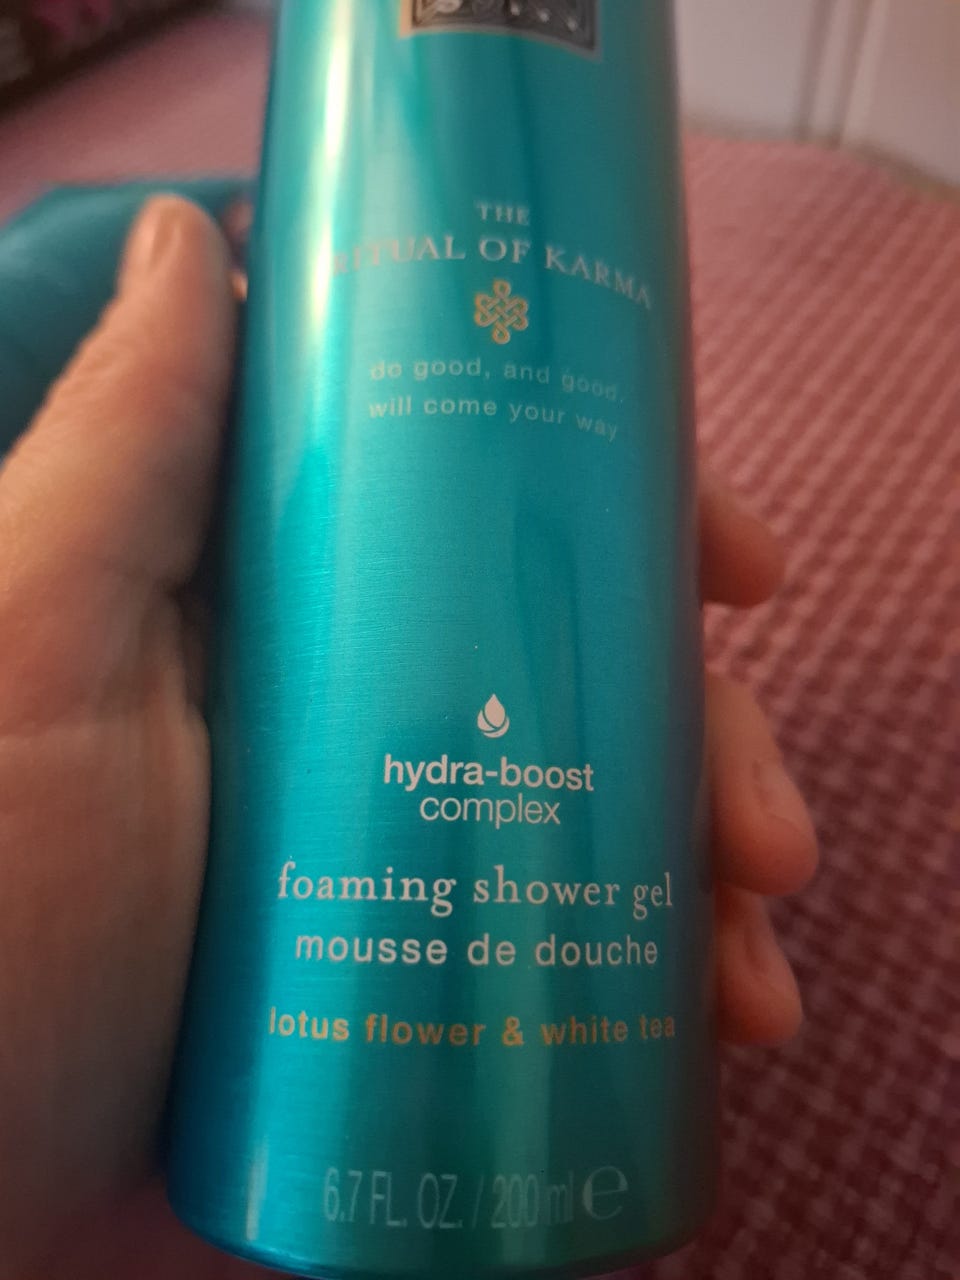 THE
RITUAL OF KARMA
do good, and good
will come your way
hydra-boost
complex
foaming shower gel
mousse de douche
lotus flower & white tea
6.7 FL. OZ. / 200 ml e